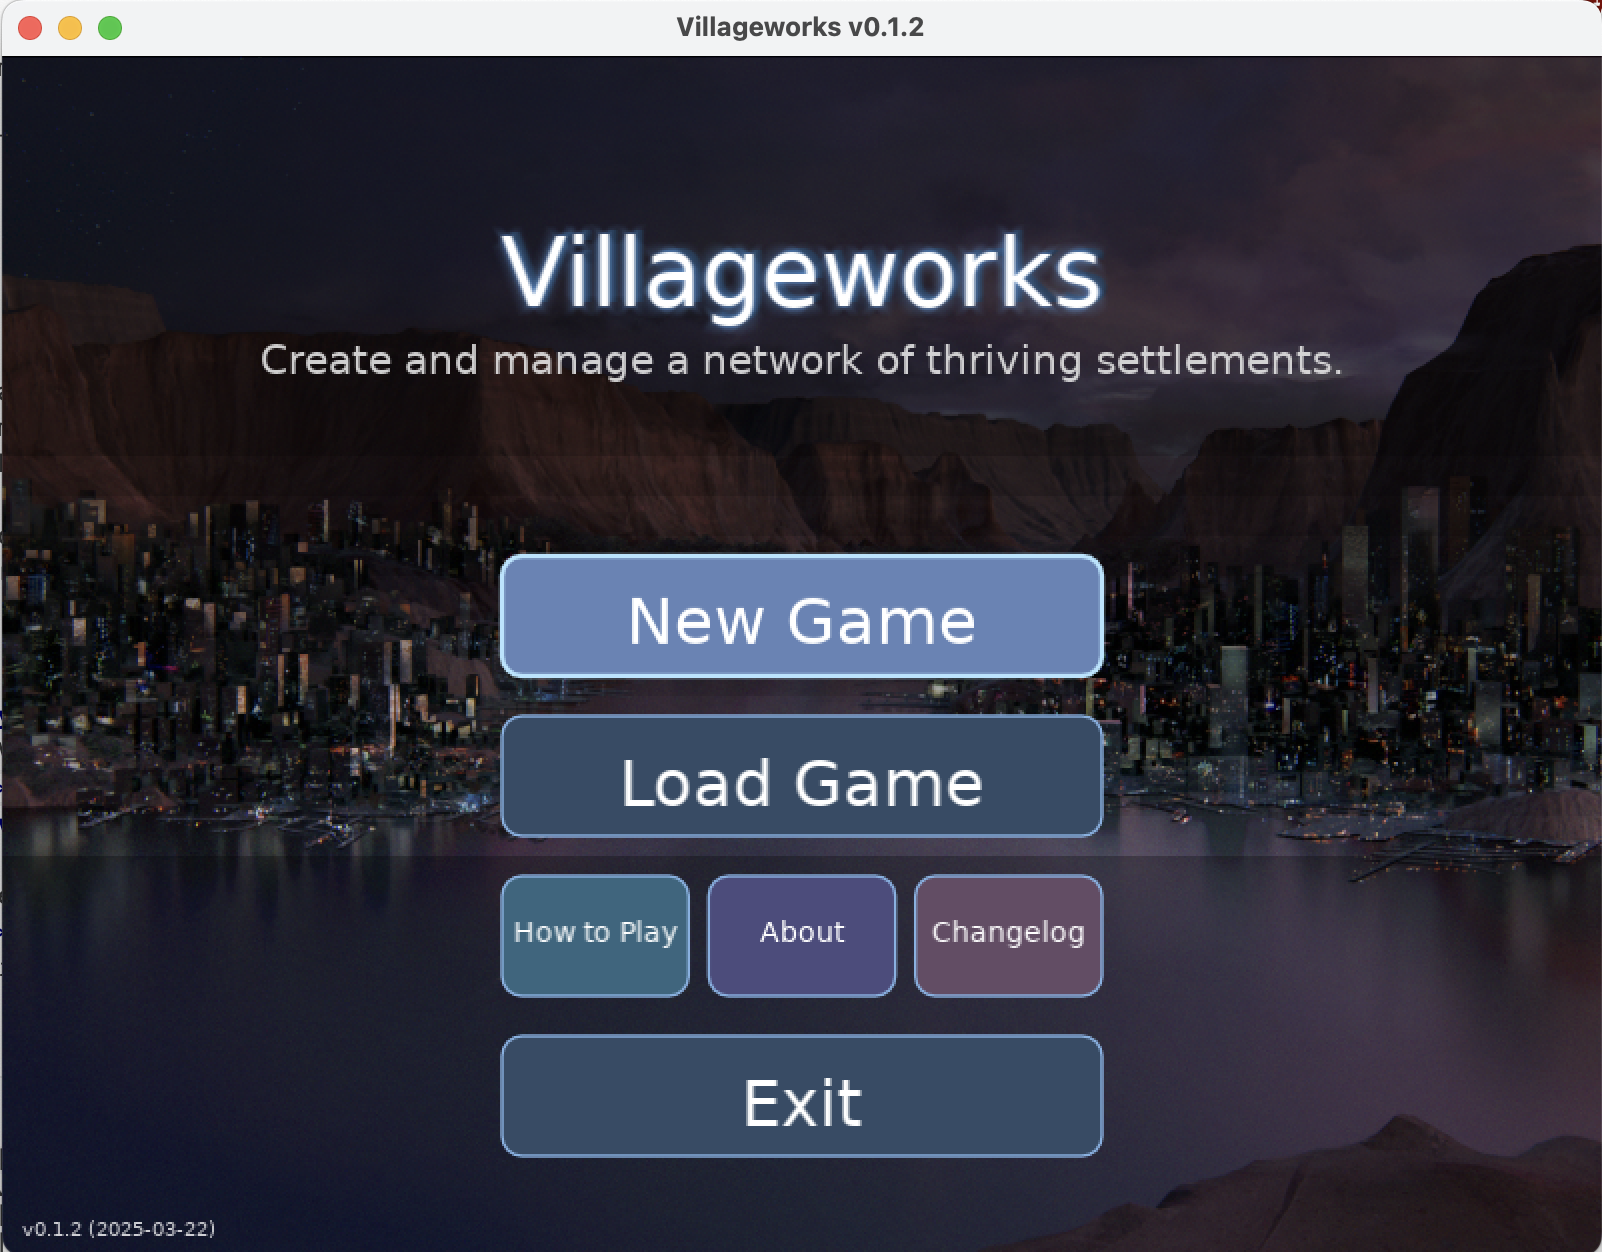 Villageworks v0.1.2
Villageworks
Create and manage a network of thriving settlements.
New Game
Load Game
How to Play
About
Changelog
Exit
v0.1.2 (2025-03-22)